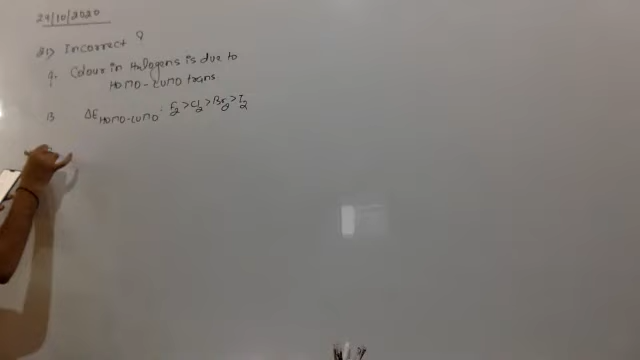 24/10/2020
21) Incorrect ?
A. Colour in Halogens is due to
HOMO-LUMO trans
B ΔE HOMO-LUMO : F2 > Cl2 > Br2 > I2